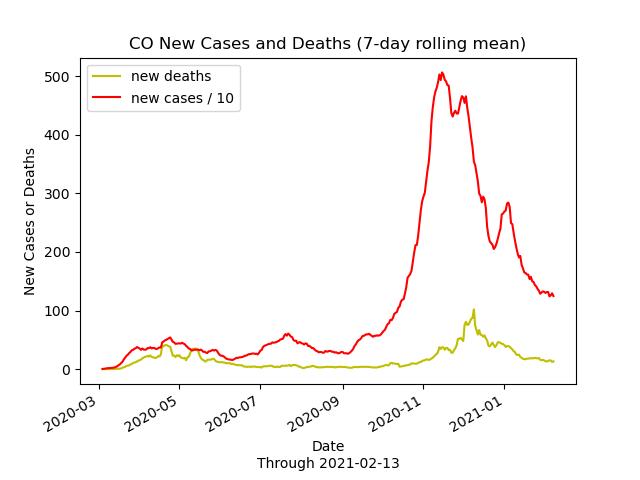 CO New Cases and Deaths (7-day rolling mean)
new deaths
new cases / 10
New Cases or Deaths
500
400
300
200
100
0
2020-03
2020-05
2020-07
2020-09
2020-11
2021-01
Date
Through 2021-02-13